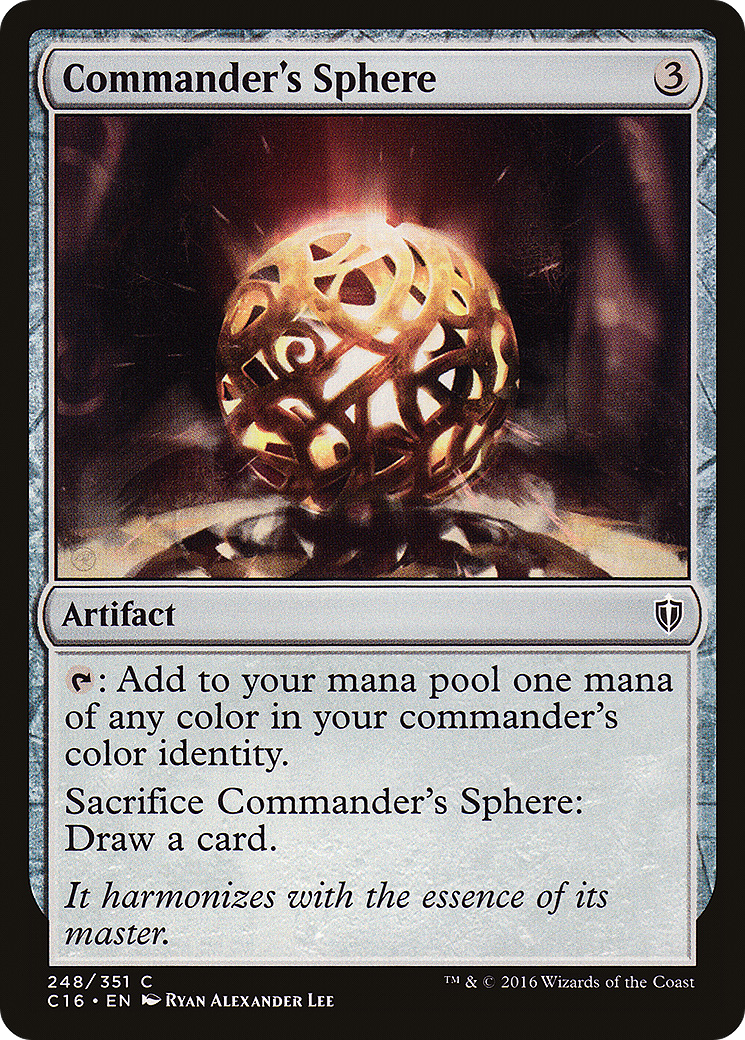 Commander's Sphere 3
Artifact
: Add to your mana pool one mana
of any color in your commander's
color identity.
Sacrifice Commander's Sphere:
Draw a card.
It harmonizes with the essence of its
master.
248/351 C
™ & © 2016 Wizards of the Coast
C16 • EN Ryan Alexander Lee